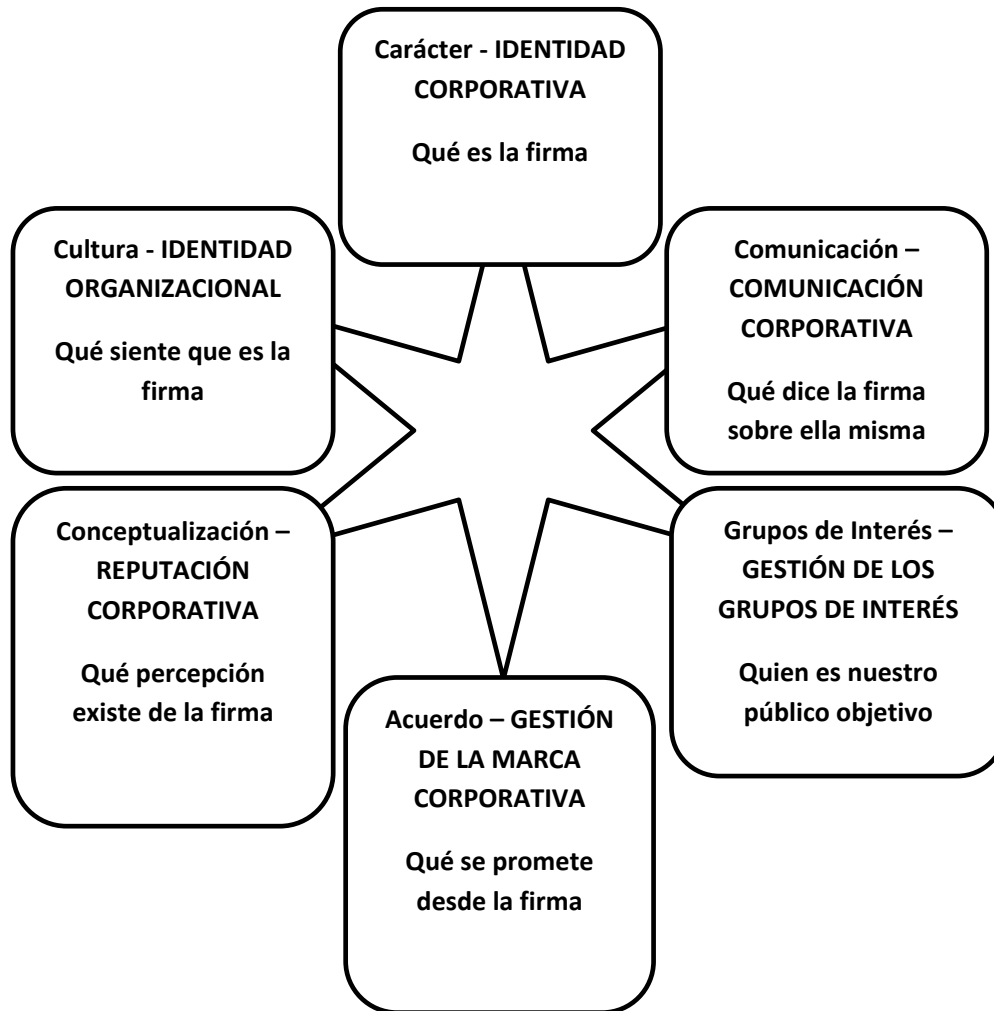 Carácter - IDENTIDAD
CORPORATIVA
Qué es la firma
Cultura - IDENTIDAD
ORGANIZACIONAL
Qué siente que es la
firma
Comunicación –
COMUNICACIÓN
CORPORATIVA
Qué dice la firma
sobre ella misma
Conceptualización –
REPUTACIÓN
CORPORATIVA
Qué percepción
existe de la firma
Grupos de Interés –
GESTIÓN DE LOS
GRUPOS DE INTERÉS
Quien es nuestro
público objetivo
Acuerdo – GESTIÓN
DE LA MARCA
CORPORATIVA
Qué se promete
desde la firma